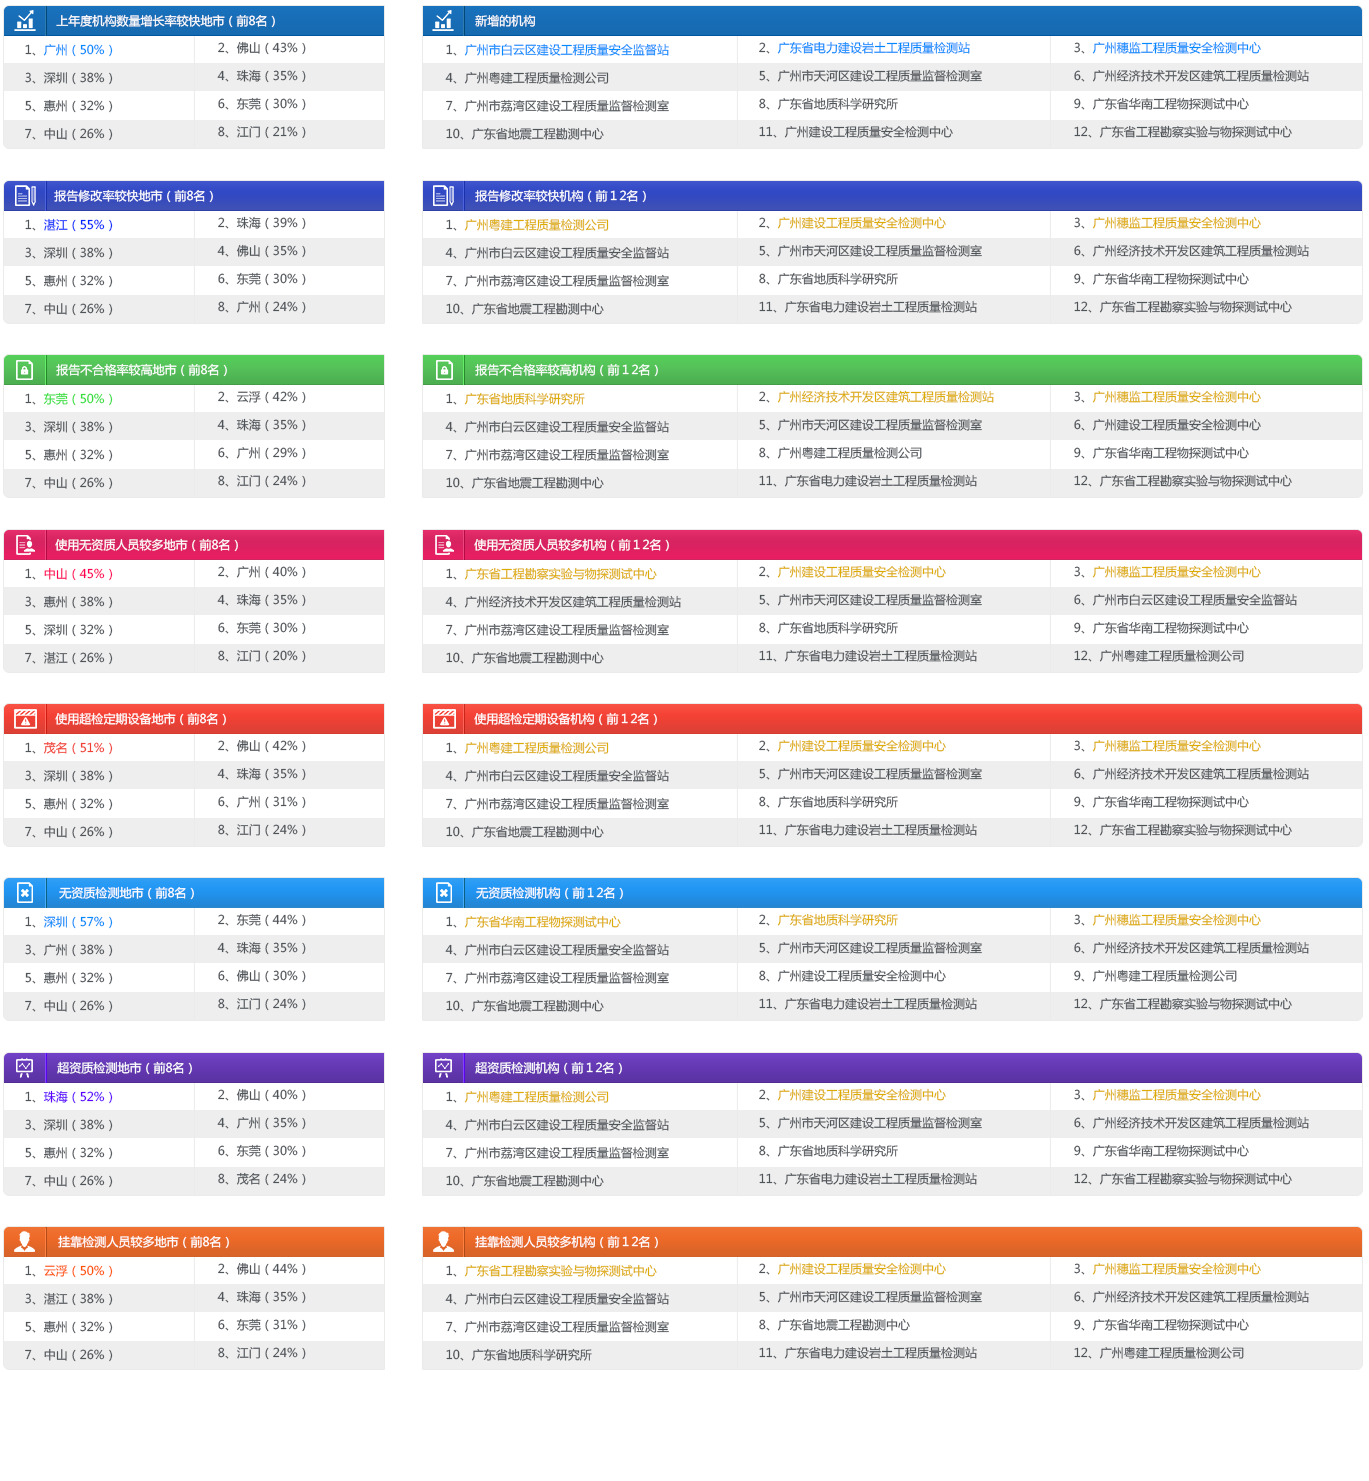 上年度机构数量增长率较快地市（前8名）
1、广州（50%） 2、佛山（43%）
3、深圳（38%） 4、珠海（35%）
5、惠州（32%） 6、东莞（30%）
7、中山（26%） 8、江门（21%）
新增的机构
1、广州市白云区建设工程质量安全监督站 2、广东省电力建设岩土工程质量检测站 3、广州穗监工程质量安全检测中心
4、广州粤建工程质量检测公司 5、广州市天河区建设工程质量监督检测室 6、广州经济技术开发区建筑工程质量检测站
7、广州市荔湾区建设工程质量监督检测室 8、广东省地质科学研究所 9、广东省华南工程物探测试中心
10、广东省地震工程勘测中心 11、广州建设工程质量安全检测中心 12、广东省工程勘察实验与物探测试中心
报告修改率较快地市（前8名）
1、湛江（55%） 2、珠海（39%）
3、深圳（38%） 4、佛山（35%）
5、惠州（32%） 6、东莞（30%）
7、中山（26%） 8、广州（24%）
报告修改率较快机构（前12名）
1、广州粤建工程质量检测公司 2、广州建设工程质量安全检测中心 3、广州穗监工程质量安全检测中心
4、广州市白云区建设工程质量安全监督站 5、广州市天河区建设工程质量监督检测室 6、广州经济技术开发区建筑工程质量检测站
7、广州市荔湾区建设工程质量监督检测室 8、广东省地质科学研究所 9、广东省华南工程物探测试中心
10、广东省地震工程勘测中心 11、广东省电力建设岩土工程质量检测站 12、广东省工程勘察实验与物探测试中心
报告不合格率较高地市（前8名）
1、东莞（50%） 2、云浮（42%）
3、深圳（38%） 4、珠海（35%）
5、惠州（32%） 6、广州（29%）
7、中山（26%） 8、江门（24%）
报告不合格率较高机构（前12名）
1、广东省地质科学研究所 2、广州经济技术开发区建筑工程质量检测站 3、广州穗监工程质量安全检测中心
4、广州市白云区建设工程质量安全监督站 5、广州市天河区建设工程质量监督检测室 6、广州建设工程质量安全检测中心
7、广州市荔湾区建设工程质量监督检测室 8、广州粤建工程质量检测公司 9、广东省华南工程物探测试中心
10、广东省地震工程勘测中心 11、广东省电力建设岩土工程质量检测站 12、广东省工程勘察实验与物探测试中心
使用无资质人员较多地市（前8名）
1、中山（45%） 2、广州（40%）
3、惠州（38%） 4、珠海（35%）
5、深圳（32%） 6、东莞（30%）
7、湛江（26%） 8、江门（20%）
使用无资质人员较多机构（前12名）
1、广东省工程勘察实验与物探测试中心 2、广州建设工程质量安全检测中心 3、广州穗监工程质量安全检测中心
4、广州经济技术开发区建筑工程质量检测站 5、广州市天河区建设工程质量监督检测室 6、广州市白云区建设工程质量安全监督站
7、广州市荔湾区建设工程质量监督检测室 8、广东省地质科学研究所 9、广东省华南工程物探测试中心
10、广东省地震工程勘测中心 11、广东省电力建设岩土工程质量检测站 12、广州粤建工程质量检测公司
使用超检定期设备地市（前8名）
1、茂名（51%） 2、佛山（42%）
3、深圳（38%） 4、珠海（35%）
5、惠州（32%） 6、广州（31%）
7、中山（26%） 8、江门（24%）
使用超检定期设备机构（前12名）
1、广州粤建工程质量检测公司 2、广州建设工程质量安全检测中心 3、广州穗监工程质量安全检测中心
4、广州市白云区建设工程质量安全监督站 5、广州市天河区建设工程质量监督检测室 6、广州经济技术开发区建筑工程质量检测站
7、广州市荔湾区建设工程质量监督检测室 8、广东省地质科学研究所 9、广东省华南工程物探测试中心
10、广东省地震工程勘测中心 11、广东省电力建设岩土工程质量检测站 12、广东省工程勘察实验与物探测试中心
无资质检测地市（前8名）
1、深圳（57%） 2、东莞（44%）
3、广州（38%） 4、珠海（35%）
5、惠州（32%） 6、佛山（30%）
7、中山（26%） 8、江门（24%）
无资质检测机构（前12名）
1、广东省华南工程物探测试中心 2、广东省地质科学研究所 3、广州穗监工程质量安全检测中心
4、广州市白云区建设工程质量安全监督站 5、广州市天河区建设工程质量监督检测室 6、广州经济技术开发区建筑工程质量检测站
7、广州市荔湾区建设工程质量监督检测室 8、广州建设工程质量安全检测中心 9、广州粤建工程质量检测公司
10、广东省地震工程勘测中心 11、广东省电力建设岩土工程质量检测站 12、广东省工程勘察实验与物探测试中心
超资质检测地市（前8名）
1、珠海（52%） 2、佛山（40%）
3、深圳（38%） 4、广州（35%）
5、惠州（32%） 6、东莞（30%）
7、中山（26%） 8、茂名（24%）
超资质检测机构（前12名）
1、广州粤建工程质量检测公司 2、广州建设工程质量安全检测中心 3、广州穗监工程质量安全检测中心
4、广州市白云区建设工程质量安全监督站 5、广州市天河区建设工程质量监督检测室 6、广州经济技术开发区建筑工程质量检测站
7、广州市荔湾区建设工程质量监督检测室 8、广东省地质科学研究所 9、广东省华南工程物探测试中心
10、广东省地震工程勘测中心 11、广东省电力建设岩土工程质量检测站 12、广东省工程勘察实验与物探测试中心
挂靠检测人员较多地市（前8名）
1、云浮（50%） 2、佛山（44%）
3、湛江（38%） 4、珠海（35%）
5、惠州（32%） 6、东莞（31%）
7、中山（26%） 8、江门（24%）
挂靠检测人员较多机构（前12名）
1、广东省工程勘察实验与物探测试中心 2、广州建设工程质量安全检测中心 3、广州穗监工程质量安全检测中心
4、广州市白云区建设工程质量安全监督站 5、广州市天河区建设工程质量监督检测室 6、广州经济技术开发区建筑工程质量检测站
7、广州市荔湾区建设工程质量监督检测室 8、广东省地震工程勘测中心 9、广东省华南工程物探测试中心
10、广东省地质科学研究所 11、广东省电力建设岩土工程质量检测站 12、广州粤建工程质量检测公司